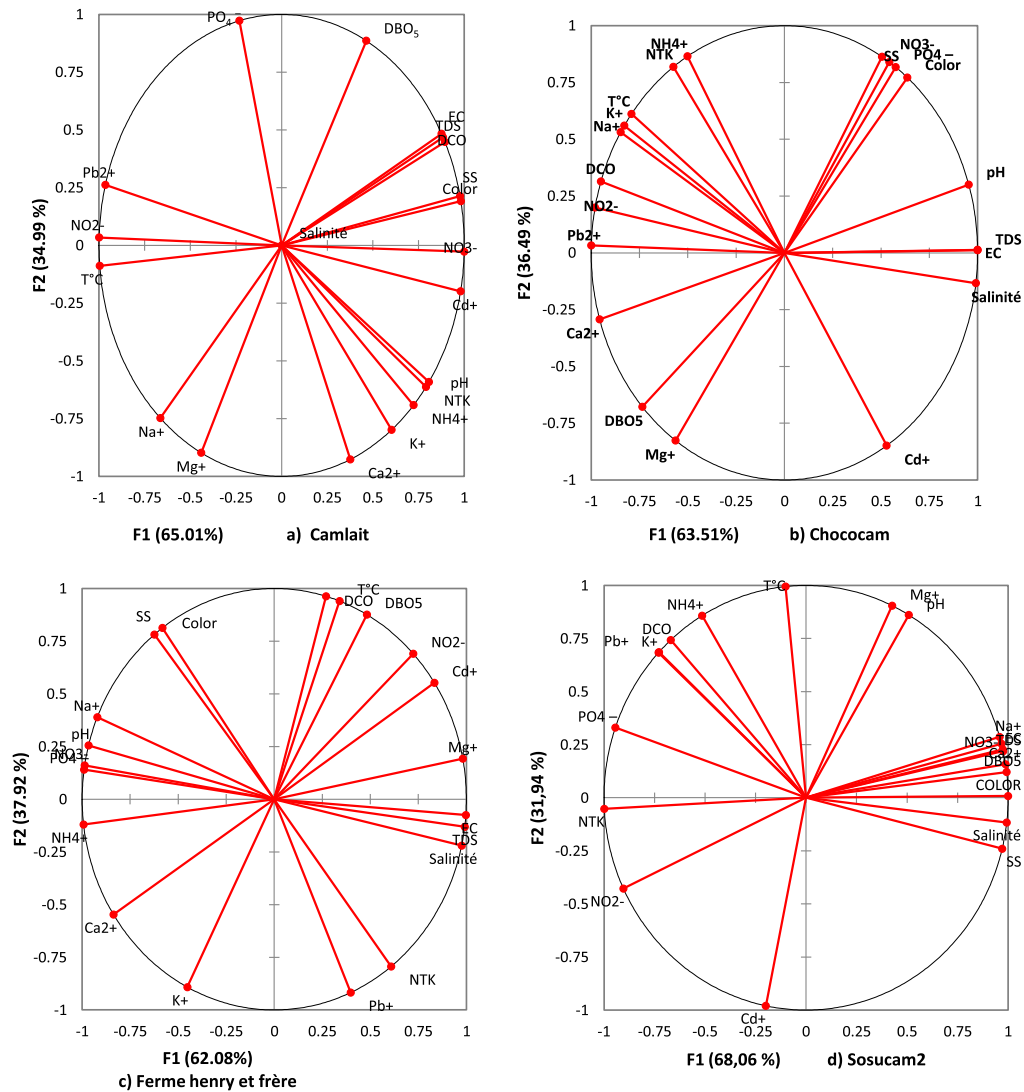 PO4 –
DBO5
EC
TDS
DCO
SS
Color
Pb2+
NO2-
T°C
Salinité
NO3-
Cd+
pH
NTK
NH4+
K+
Ca2+
Na+
Mg+
1
0.75
0.5
0.25
0
-0.25
-0.5
-0.75
-1
-1 -0.75 -0.5 -0.25 0 0.25 0.5 0.75 1
F2 (34.99 %)
F1 (65.01%) a) Camlait
NH4+
NTK
NO3-
SS
PO4 –
Color
T°C
K+
Na+
DCO
NO2-
Pb2+
pH
TDS
EC
Salinité
Ca2+
DBO5
Mg+
Cd+
1
0.75
0.5
0.25
0
-0.25
-0.5
-0.75
-1
-1 -0.75 -0.5 -0.25 0 0.25 0.5 0.75 1
F2 (36.49 %)
F1 (63.51%) b) Chococam
SS
Color
T°C
DCO
DBO5
NO2-
Cd+
Na+
pH
NO3-
PO4
Mg+
NH4+
EC
TDS
Salinité
Ca2+
K+
Pb+
NTK
1
0.75
0.5
0.25
0
-0.25
-0.5
-0.75
-1
-1 -0.75 -0.5 -0.25 0 0.25 0.5 0.75 1
F2 (37.92 %)
F1 (62.08%)
c) Ferme henry et frère
T°C
NH4+
Mg+
pH
DCO
Pb+
K+
PO4 –
Na+
EC
NO3-
TDS
Ca2+
DBO5
COLOR
NTK
Salinité
SS
NO2-
Cd+
1
0.75
0.5
0.25
0
-0.25
-0.5
-0.75
-1
-1 -0.75 -0.5 -0.25 0 0.25 0.5 0.75 1
F2 (31,94 %)
F1 (68,06 %) d) Sosucam2